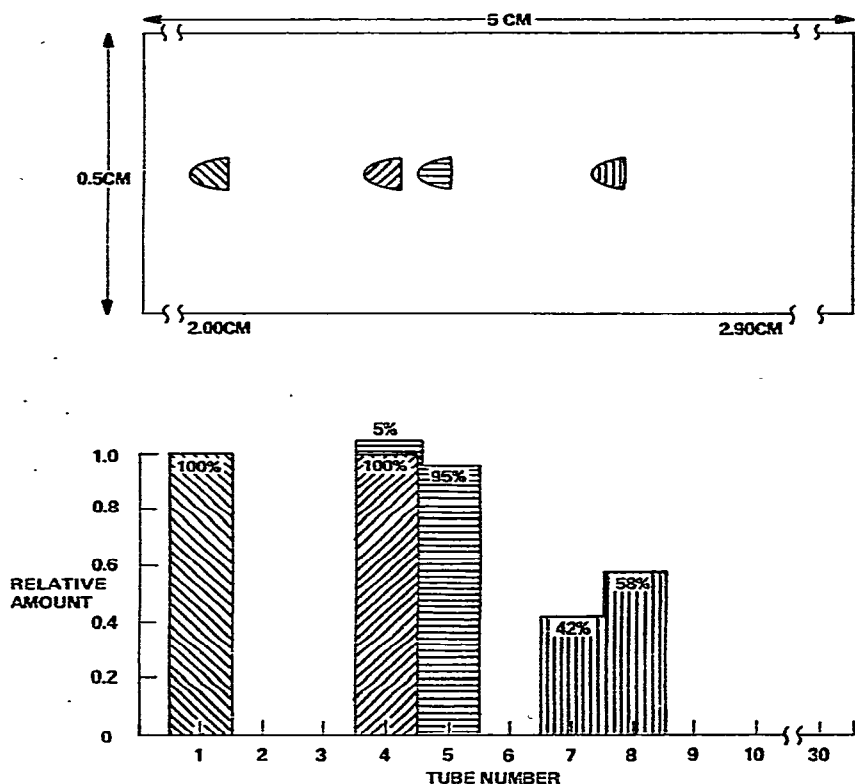 5 CM
0.5CM
2.00CM 2.90CM
5%
1.0 100% 100% 95%
0.8
0.6 58%
RELATIVE
AMOUNT
0.4 42%
0.2
0
1 2 3 4 5 6 7 8 9 10 30
TUBE NUMBER